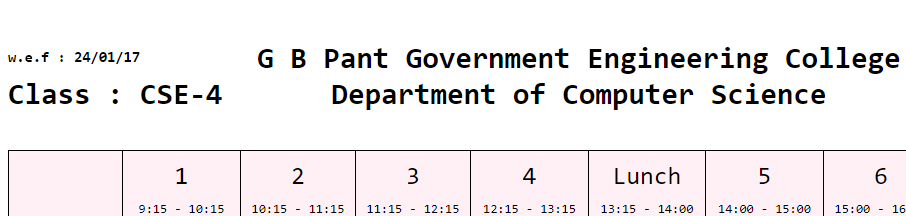 w.e.f : 24/01/17 G B Pant Government Engineering College
Class : CSE-4 Department of Computer Science
1 2 3 4 Lunch 5 6
9:15 - 10:15 10:15 - 11:15 11:15 - 12:15 12:15 - 13:15 13:15 - 14:00 14:00 - 15:00 15:00 - 16